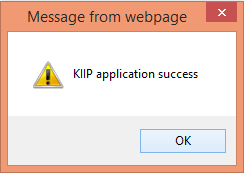 Message from webpage
KIIP application success
OK